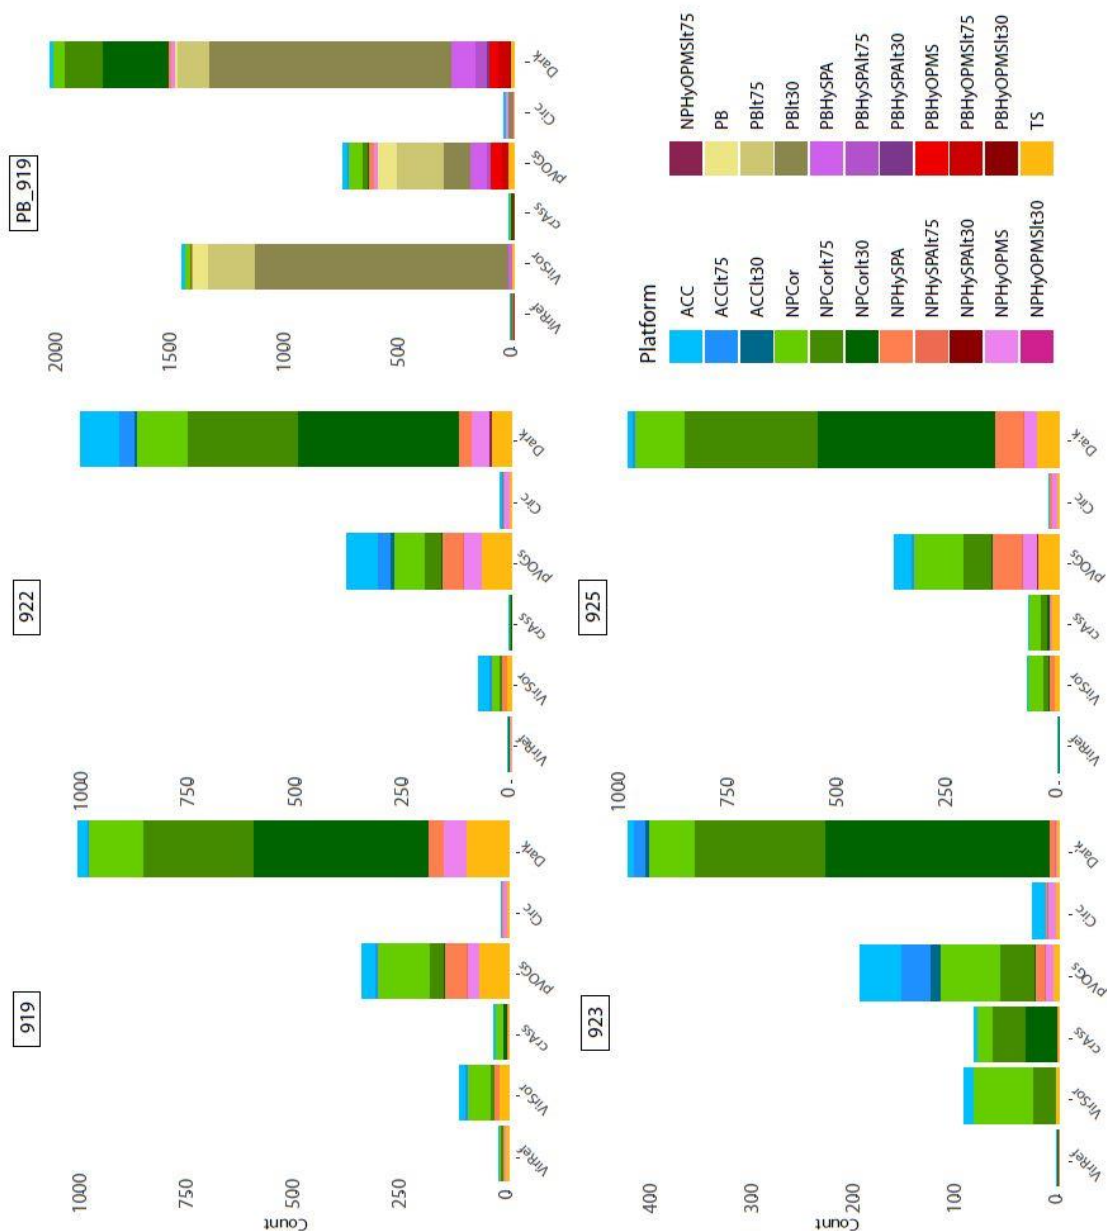 919
Count
1000
750
500
250
0
VirRef
VirSor
crAss
pVOGs
Circ
Dark
922
1000
750
500
250
0
VirRef
VirSor
crAss
pVOGs
Circ
Dark
PB_919
2000
1500
1000
500
0
VirRef
VirSor
crAss
pVOGs
Circ
Dark
923
Count
400
300
200
100
0
VirRef
VirSor
crAss
pVOGs
Circ
Dark
925
1000
750
500
250
0
VirRef
VirSor
crAss
pVOGs
Circ
Dark
Platform
ACC
ACClt75
ACClt30
NPCor
NPCorlt75
NPCorlt30
NPHySPA
NPHySPAlt75
NPHySPAlt30
NPHyOPMS
NPHyOPMSlt30
NPHyOPMSlt75
PB
PBlt75
PBlt30
PBHySPA
PBHySPAlt75
PBHySPAlt30
PBHyOPMS
PBHyOPMSlt75
PBHyOPMSlt30
TS